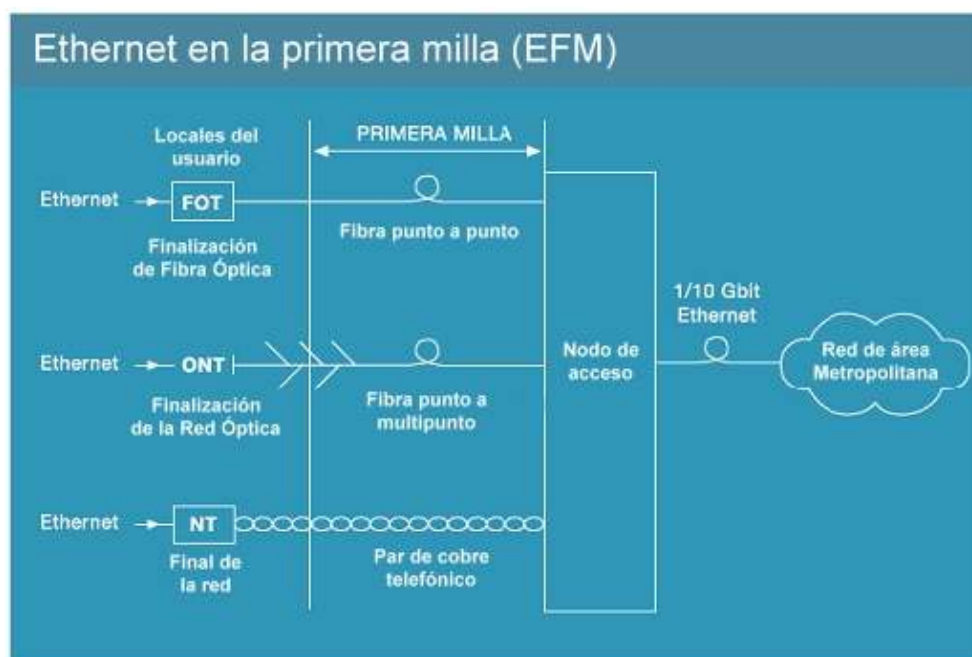 Ethernet en la primera milla (EFM)
Locales del
usuario
PRIMERA MILLA
Ethernet
FOT
Finalización
de Fibra Óptica
Fibra punto a punto
1/10 Gbit
Ethernet
Ethernet
ONT
Finalización
de la Red Óptica
Fibra punto a
multipunto
Nodo de
acceso
Red de área
Metropolitana
Ethernet
NT
Final de
la red
Par de cobre
telefónico